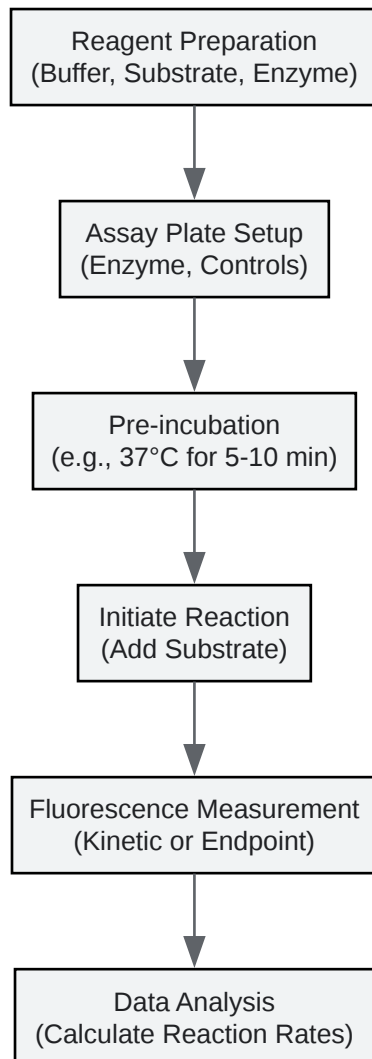 Reagent Preparation
(Buffer, Substrate, Enzyme)
Assay Plate Setup
(Enzyme, Controls)
Pre-incubation
(e.g., 37°C for 5-10 min)
Initiate Reaction
(Add Substrate)
Fluorescence Measurement
(Kinetic or Endpoint)
Data Analysis
(Calculate Reaction Rates)